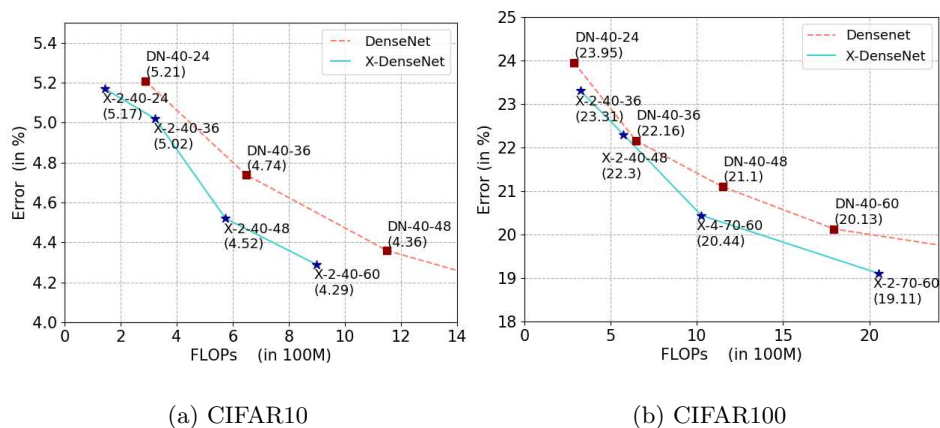 5.4
5.2
5.0
4.8
4.6
4.4
4.2
4.0
Error (in %)
0
2
4
6
8
10
12
14
FLOPs (in 100M)
DenseNet
X-DenseNet
DN-40-24
(5.21)
X-2-40-24
(5.17)
X-2-40-36
(5.02)
DN-40-36
(4.74)
X-2-40-48
(4.52)
DN-40-48
(4.36)
X-2-40-60
(4.29)
(a) CIFAR10
25
24
23
22
21
20
19
18
Error (in %)
0
5
10
15
20
FLOPs (in 100M)
Densenet
X-DenseNet
DN-40-24
(23.95)
X-2-40-36
(23.31)
DN-40-36
(22.16)
X-2-40-48
(22.3)
DN-40-48
(21.1)
X-4-70-60
(20.44)
DN-40-60
(20.13)
X-2-70-60
(19.11)
(b) CIFAR100